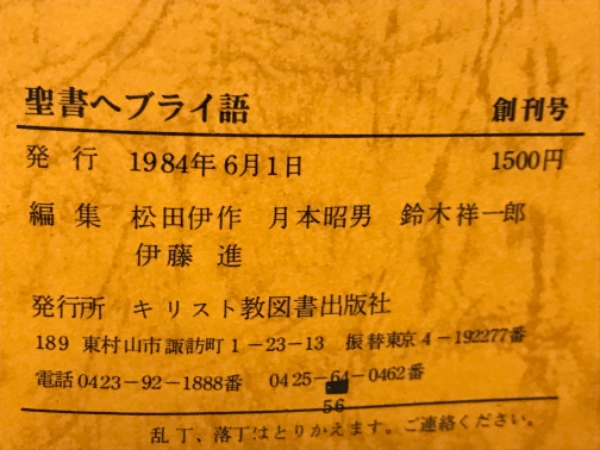 聖書ヘブライ語 創刊号
発行 1984年6月1日 1500円
編集 松田伊作 月本昭男 鈴木祥一郎
伊藤 進
発行所 キリスト教図書出版社
189 東村山市諏訪町1-23-13 振替東京4-192277番
電話0423-92-1888番 0425-64-0462番
56
乱丁、落丁はとりかえます。ご連絡ください。